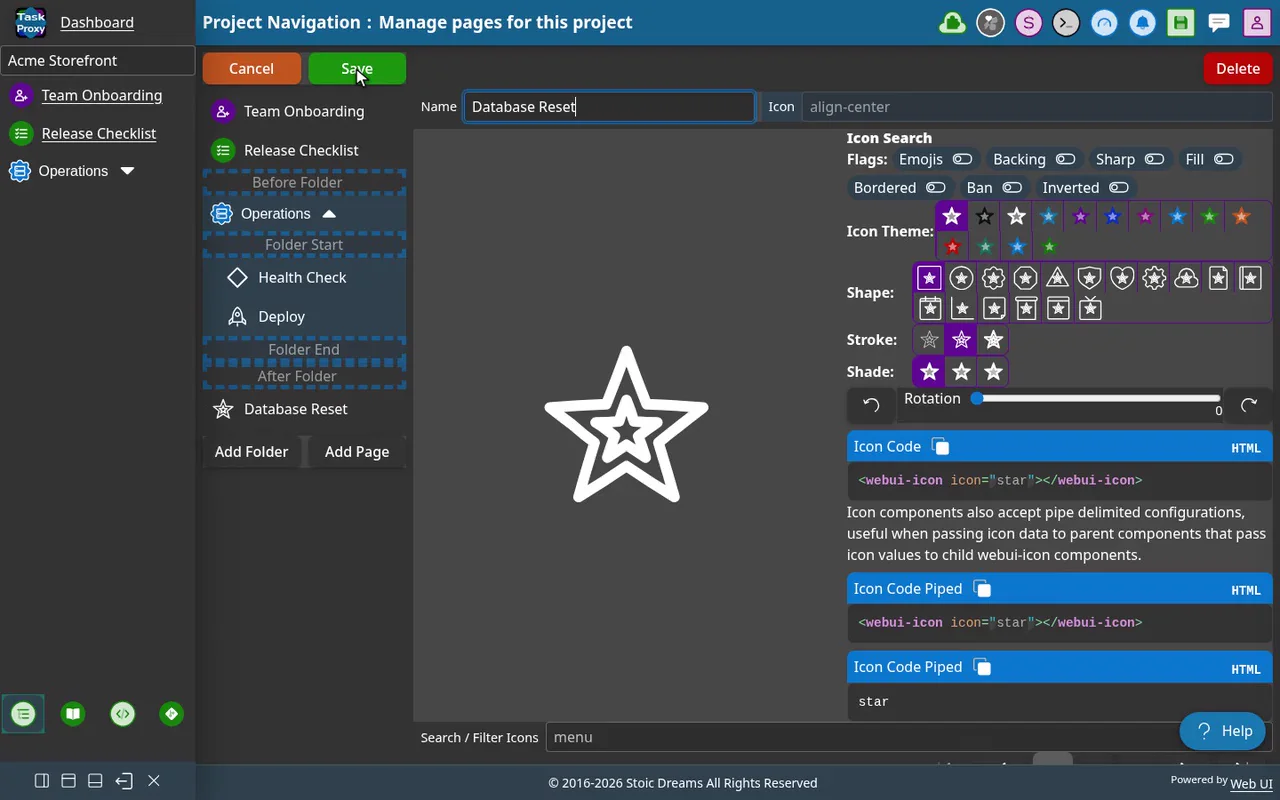 Task Proxy
Dashboard
Project Navigation : Manage pages for this project
S
Acme Storefront
Team Onboarding
Release Checklist
Operations
Cancel
Save
Delete
Team Onboarding
Release Checklist
Before Folder
Operations
Folder Start
Health Check
Deploy
Folder End
After Folder
Database Reset
Add Folder
Add Page
Name
Database Reset
Icon
align-center
Icon Search
Flags:
Emojis
Backing
Sharp
Fill
Bordered
Ban
Inverted
Icon Theme:
Shape:
Stroke:
Shade:
Rotation
0
Icon Code
HTML
<webui-icon icon="star"></webui-icon>
Icon components also accept pipe delimited configurations,
useful when passing icon data to parent components that pass
icon values to child webui-icon components.
Icon Code Piped
HTML
<webui-icon icon="star"></webui-icon>
Icon Code Piped
HTML
star
Search / Filter Icons
menu
? Help
© 2016-2026 Stoic Dreams All Rights Reserved
Powered by Web UI